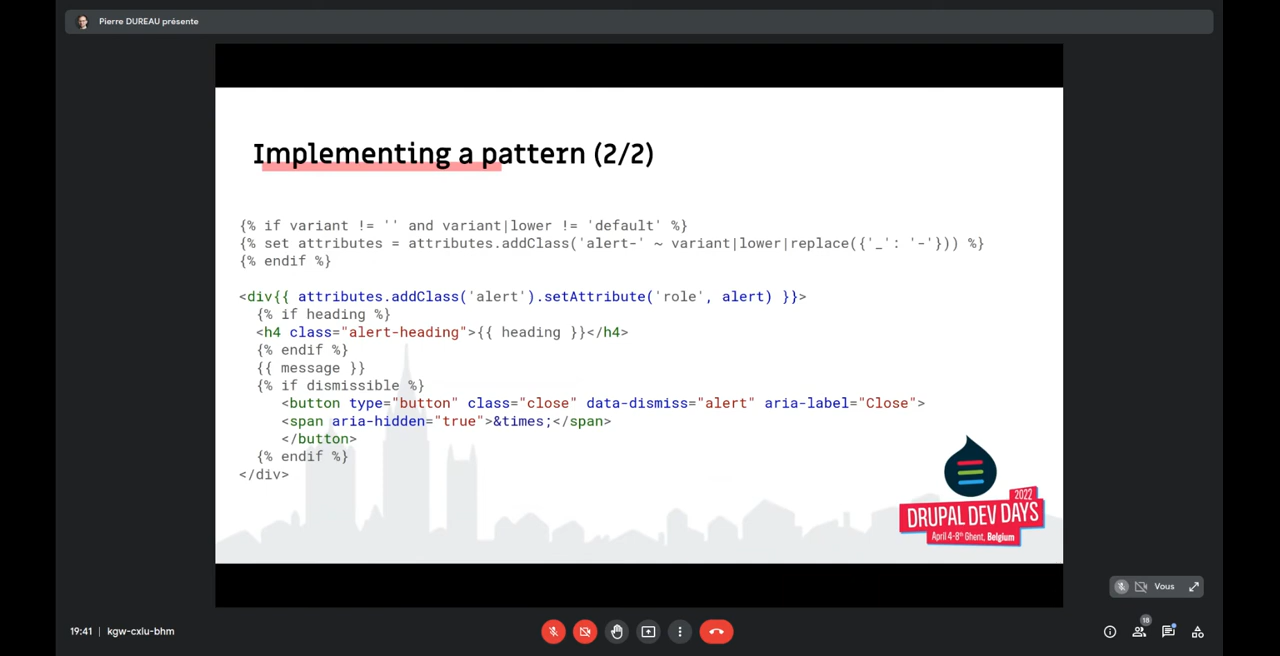 Pierre DUREAU présente
Implementing a pattern (2/2)
{% if variant != '' and variant|lower != 'default' %}
{% set attributes = attributes.addClass('alert-' ~ variant|lower|replace({'_': '-'})) %}
{% endif %}
<div{{ attributes.addClass('alert').setAttribute('role', alert) }}>
{% if heading %}
<h4 class="alert-heading">{{ heading }}</h4>
{% endif %}
{{ message }}
{% if dismissible %}
<button type="button" class="close" data-dismiss="alert" aria-label="Close">
<span aria-hidden="true">&times;</span>
</button>
{% endif %}
</div>
2022
DRUPAL DEV DAYS
April 4-8th Ghent, Belgium
Vous
19:41 | kgw-cxiu-bhm
18